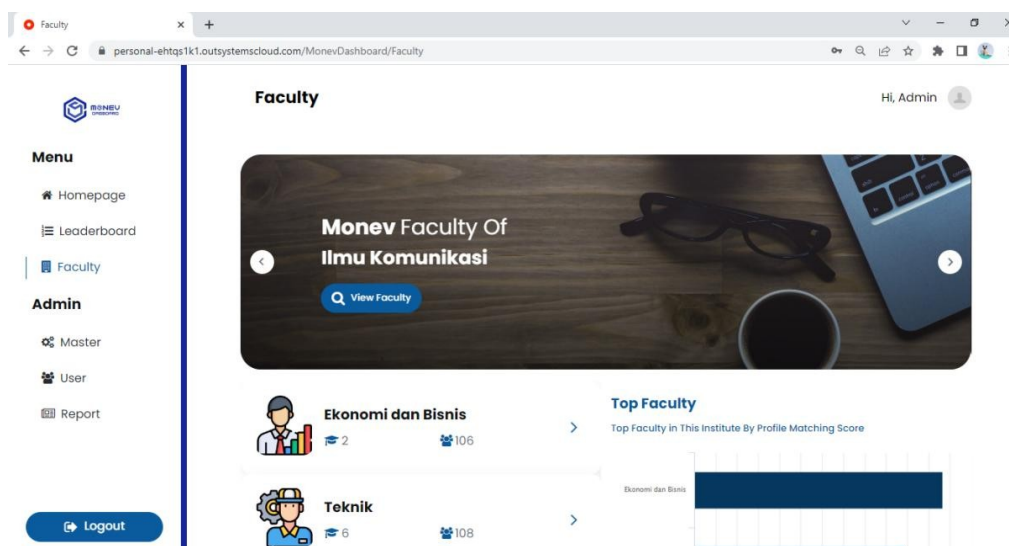 Faculty
personal-ehtqs1k1.outsystemscloud.com/MonevDashboard/Faculty
MONEV
Faculty
Hi, Admin
Menu
Homepage
Leaderboard
Faculty
Admin
Master
User
Report
Logout
Monev Faculty Of
Ilmu Komunikasi
View Faculty
Ekonomi dan Bisnis
2 106
Teknik
6 108
Top Faculty
Top Faculty in This Institute By Profile Matching Score
Ekonomi dan Bisnis